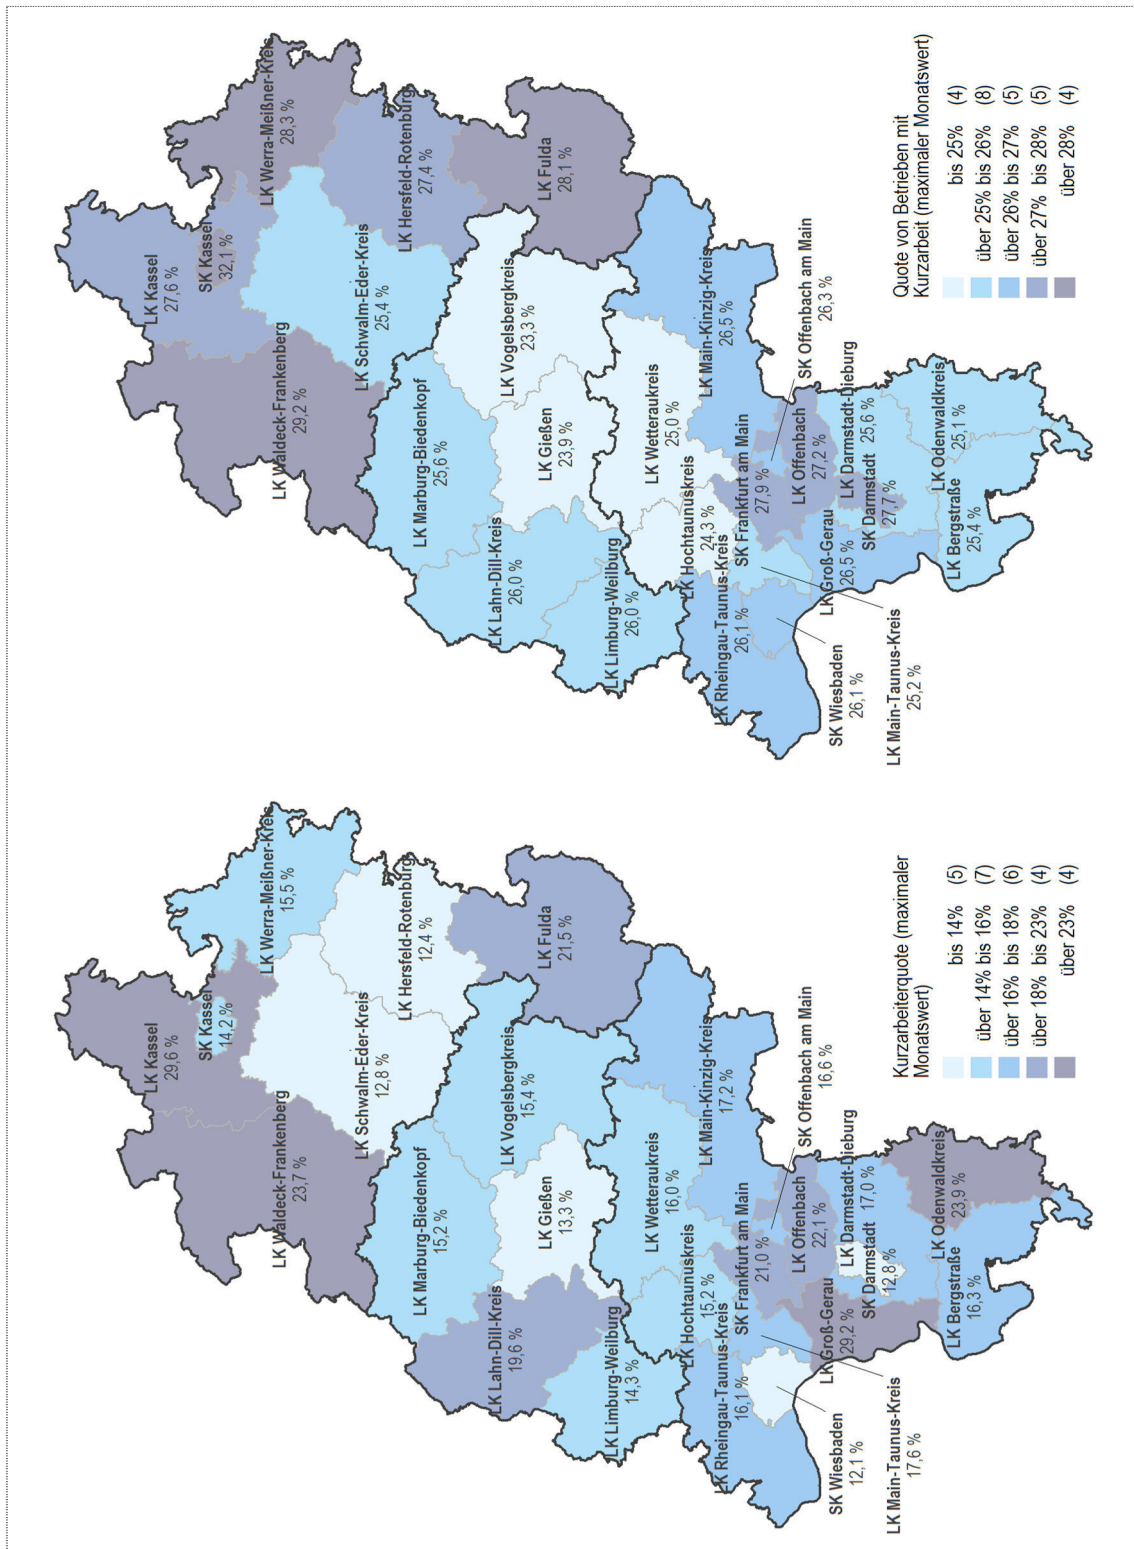 LK Kassel
29,6 %
SK Kassel
14,2 %
LK Waldeck-Frankenberg
23,7 %
LK Werra-Meißner-Kreis
15,5 %
LK Schwalm-Eder-Kreis
12,8 %
LK Hersfeld-Rotenburg
12,4 %
LK Marburg-Biedenkopf
15,2 %
LK Lahn-Dill-Kreis
19,6 %
LK Gießen
13,3 %
LK Vogelsbergkreis
15,4 %
LK Fulda
21,5 %
LK Limburg-Weilburg
14,3 %
LK Wetteraukreis
16,0 %
LK Hochtaunuskreis
15,2 %
LK Main-Kinzig-Kreis
17,2 %
LK Rheingau-Taunus-Kreis
16,1 %
SK Frankfurt am Main
21,0 %
SK Offenbach am Main
16,6 %
LK Offenbach
22,1 %
SK Wiesbaden
12,1 %
LK Main-Taunus-Kreis
17,6 %
LK Groß-Gerau
29,2 %
LK Darmstadt-Dieburg
17,0 %
SK Darmstadt
12,8 %
LK Odenwaldkreis
23,9 %
LK Bergstraße
16,3 %
Kurzarbeiterquote (maximaler
Monatswert)
bis 14% (5)
über 14% bis 16% (7)
über 16% bis 18% (6)
über 18% bis 23% (4)
über 23% (4)
LK Kassel
27,6 %
SK Kassel
32,1 %
LK Waldeck-Frankenberg
29,2 %
LK Werra-Meißner-Kreis
28,3 %
LK Schwalm-Eder-Kreis
25,4 %
LK Hersfeld-Rotenburg
27,4 %
LK Marburg-Biedenkopf
25,6 %
LK Lahn-Dill-Kreis
26,0 %
LK Gießen
23,9 %
LK Vogelsbergkreis
23,3 %
LK Fulda
28,1 %
LK Limburg-Weilburg
26,0 %
LK Wetteraukreis
25,0 %
LK Hochtaunuskreis
24,3 %
LK Main-Kinzig-Kreis
26,5 %
LK Rheingau-Taunus-Kreis
26,1 %
SK Frankfurt am Main
27,9 %
SK Offenbach am Main
26,3 %
LK Offenbach
27,2 %
SK Wiesbaden
26,1 %
LK Main-Taunus-Kreis
25,2 %
LK Groß-Gerau
26,5 %
LK Darmstadt-Dieburg
25,6 %
SK Darmstadt
27,7 %
LK Odenwaldkreis
25,1 %
LK Bergstraße
25,4 %
Quote von Betrieben mit
Kurzarbeit (maximaler Monatswert)
bis 25% (4)
über 25% bis 26% (8)
über 26% bis 27% (5)
über 27% bis 28% (5)
über 28% (4)